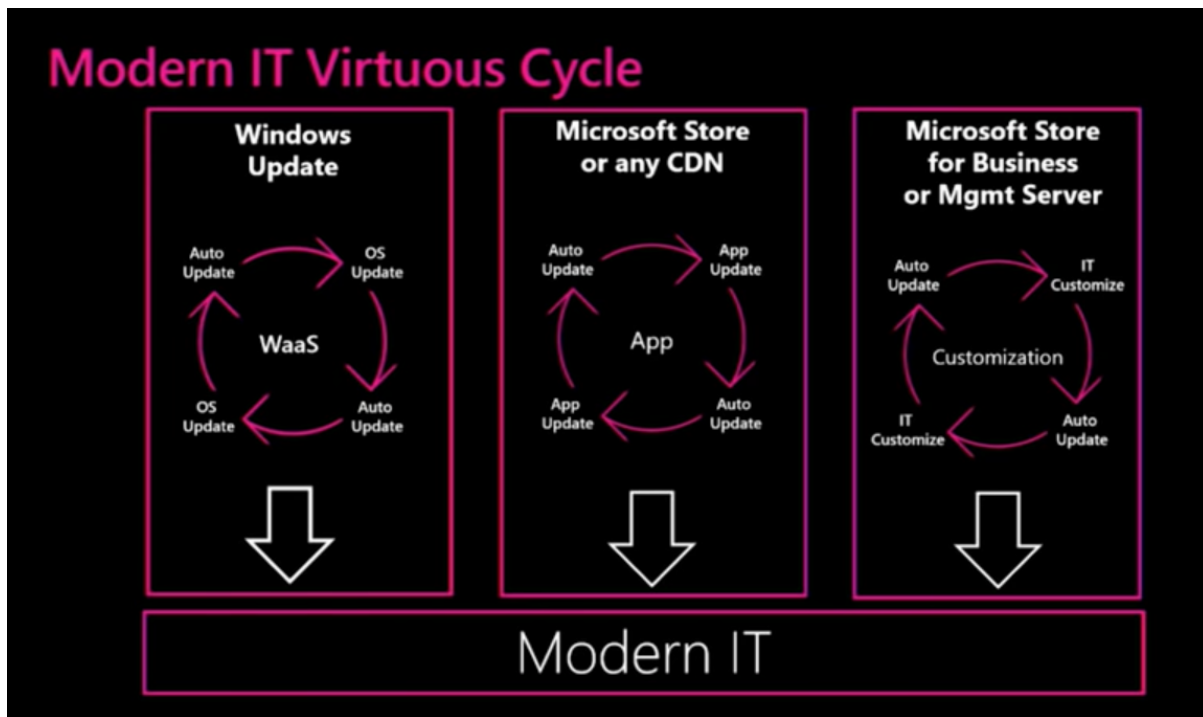 Modern IT Virtuous Cycle
Windows
Update
Auto
Update
OS
Update
WaaS
OS
Update
Auto
Update
Microsoft Store
or any CDN
Auto
Update
App
Update
App
App
Update
Auto
Update
Microsoft Store
for Business
or Mgmt Server
Auto
Update
IT
Customize
Customization
IT
Customize
Auto
Update
Modern IT